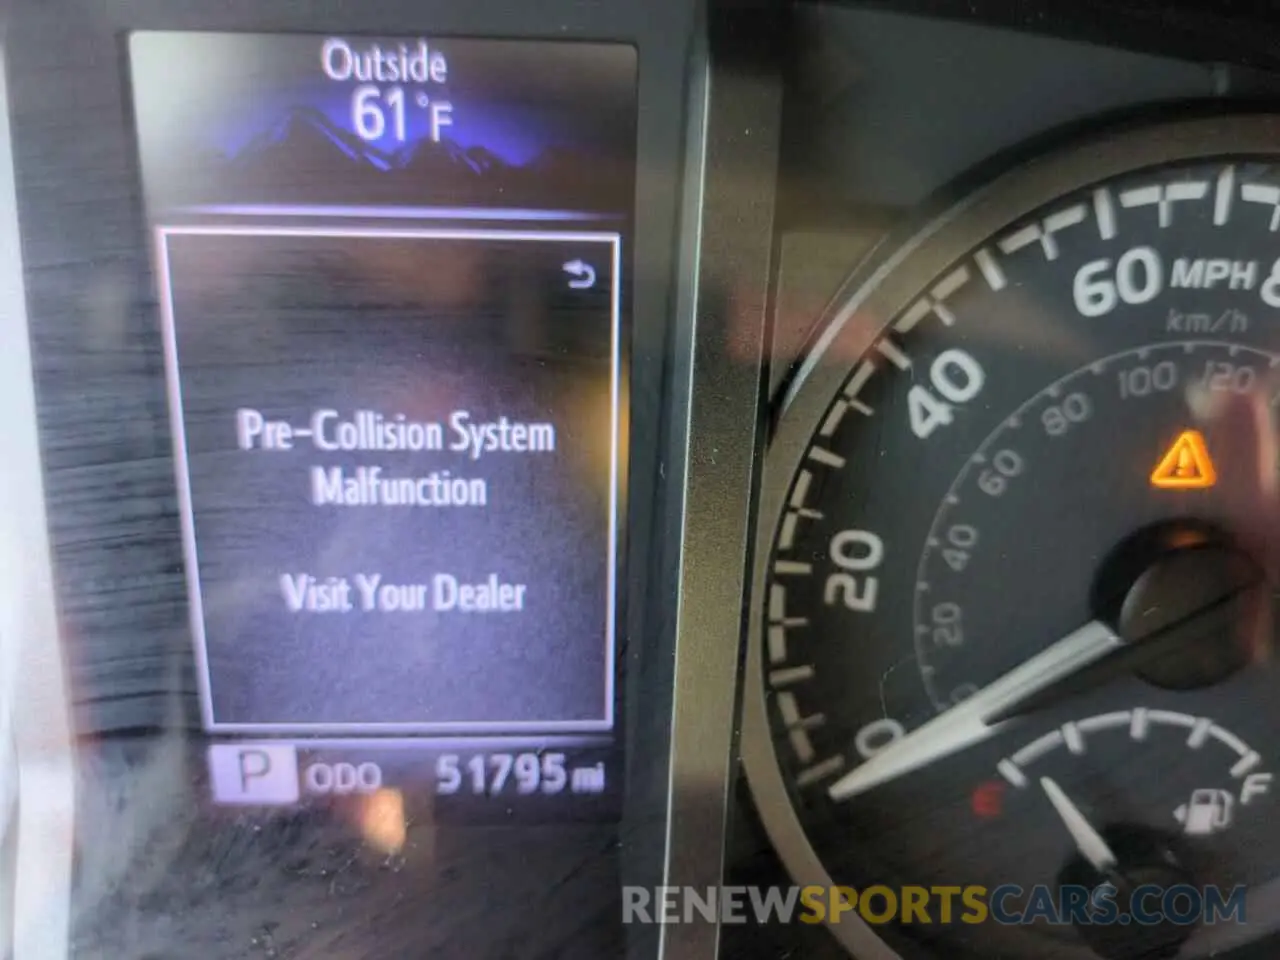 Outside
61°F
Pre-Collision System
Malfunction
Visit Your Dealer
P ODO 51795 mi
60 MPH
km/h
40
20
0
120
100
80
60
40
20
F
RENEWSPORTSCARS.COM